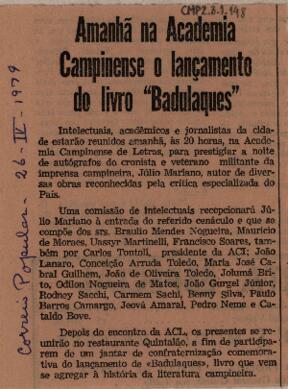 CMP2.8.9.148
Amanhã na Academia
Campinense o lançamento
do livro "Badulaques"
Intelectuais, acadêmicos e jornalistas da cida-
de estarão reunidos amanhã, às 20 horas, na Aca-
demia Campinense de Letras, para prestigiar a noite
de autógrafos do cronista e veterano militante da
imprensa campineira, Júlio Mariano, autor de diver-
sas obras reconhecidas pela crítica especializada do
País.
Uma comissão de intelectuais recepcionará Jú-
lio Mariano à entrada do referido cenáculo e que se
compõe dos srs. Braulio Mendes Nogueira, Mauricio
de Moraes, Uassyr Martinelli, Francisco Soares, tam-
bém por Carlos Tontoli, presidente da ACI; João
Lanaro, Conceição Arruda Toledo, Maria José Ca-
bral Guilhem, João de Oliveira Toledo, Jolumá Bri-
to, Odilon Nogueira de Matos, João Gurgel Júnior,
Rodney Sacchi, Carmem Sachi, Benny Silva, Paulo
Barros Camargo, Jeová Amaral, Pedro Neme e Ca-
taldo Bove.
Depois do encontro da ACL, os presentes se re-
unirão no restaurante Quintalão, a fim de participa-
rem de um jantar de confraternização comemorativa
do lançamento de «Badulaques», livro que vem
se agregar à história da literatura campineira.
Correio Popular - 26-IV-1979